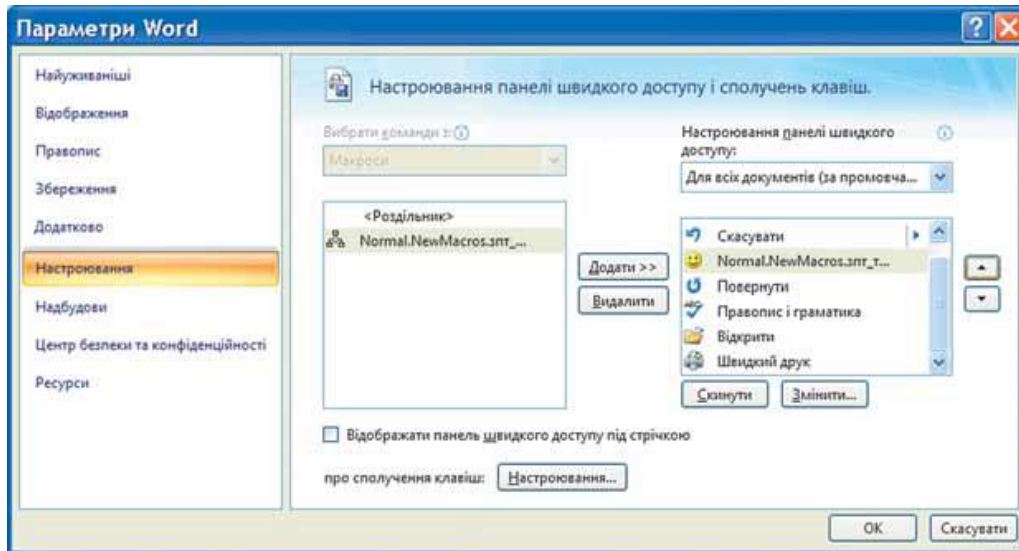 Параметри Word
Найуживаніші
Відображення
Правопис
Збереження
Додатково
Настроювання
Надбудови
Центр безпеки та конфіденційності
Ресурси
Настроювання панелі швидкого доступу і сполучень клавіш.
Вибрати команди з:
Макроси
<Роздільник>
Normal.NewMacros.зпт_...
Додати >>
Видалити
Настроювання панелі швидкого
доступу:
Для всіх документів (за промовча...
Скасувати
Normal.NewMacros.зпт_т...
Повернути
Правопис і граматика
Відкрити
Швидкий друк
Скинути
Змінити...
Відображати панель швидкого доступу під стрічкою
про сполучення клавіш:
Настроювання...
ОК
Скасувати